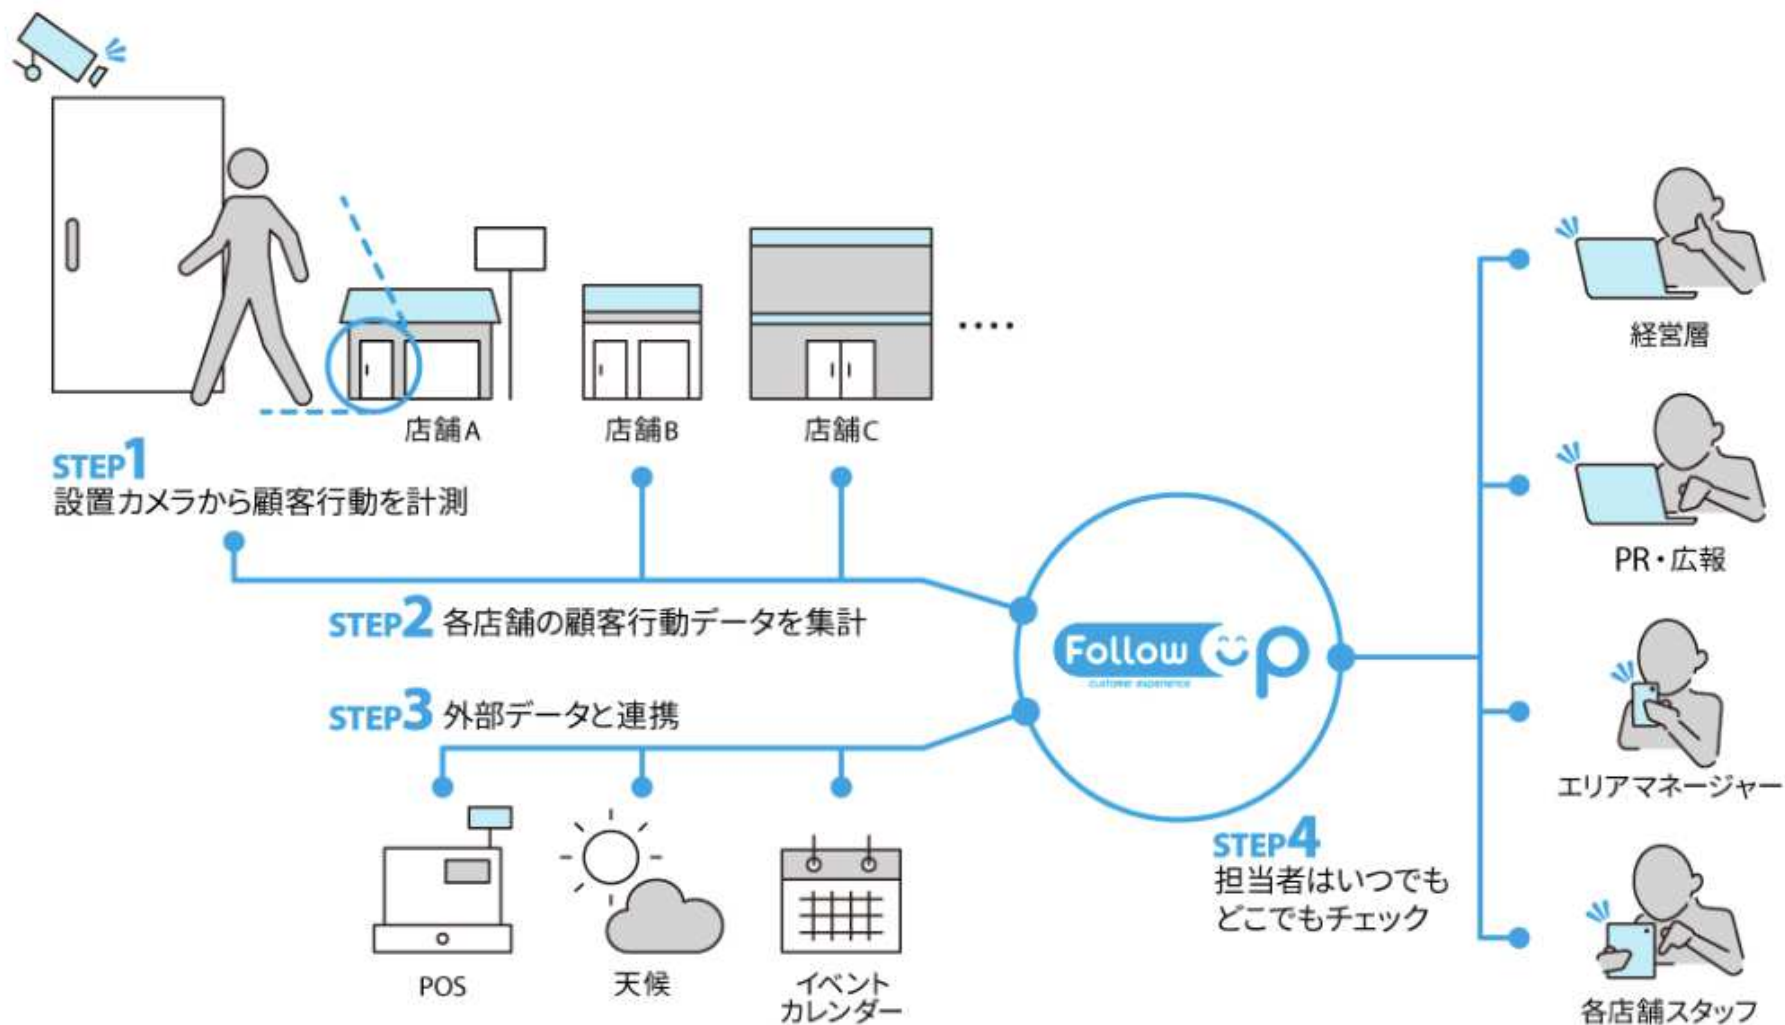 店舗A
店舗B
店舗C
STEP1
設置カメラから顧客行動を計測
STEP2 各店舗の顧客行動データを集計
STEP3 外部データと連携
POS
天候
イベント
カレンダー
Follow up
customer experience
STEP4
担当者はいつでも
どこでもチェック
経営層
PR・広報
エリアマネージャー
各店舗スタッフ